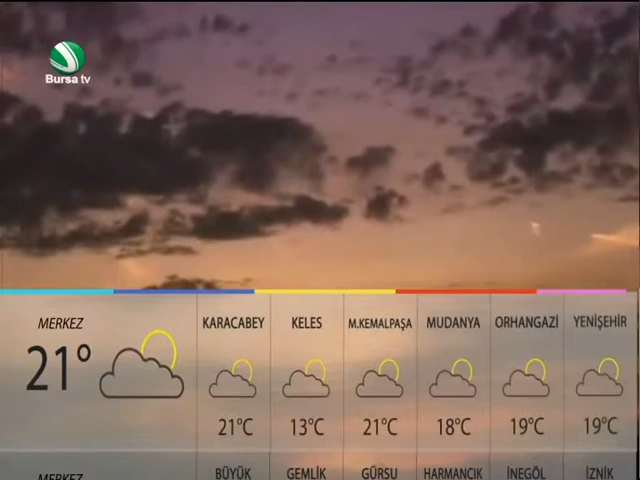 Bursa tv
MERKEZ
21°
KARACABEY
21°C
KELES
13°C
M.KEMALPAŞA
21°C
MUDANYA
18°C
ORHANGAZİ
19°C
YENİŞEHİR
19°C
MERKEZ
BÜYÜK
GEMLİK
GÜRSU
HARMANCIK
İNEGÖL
İZNİK